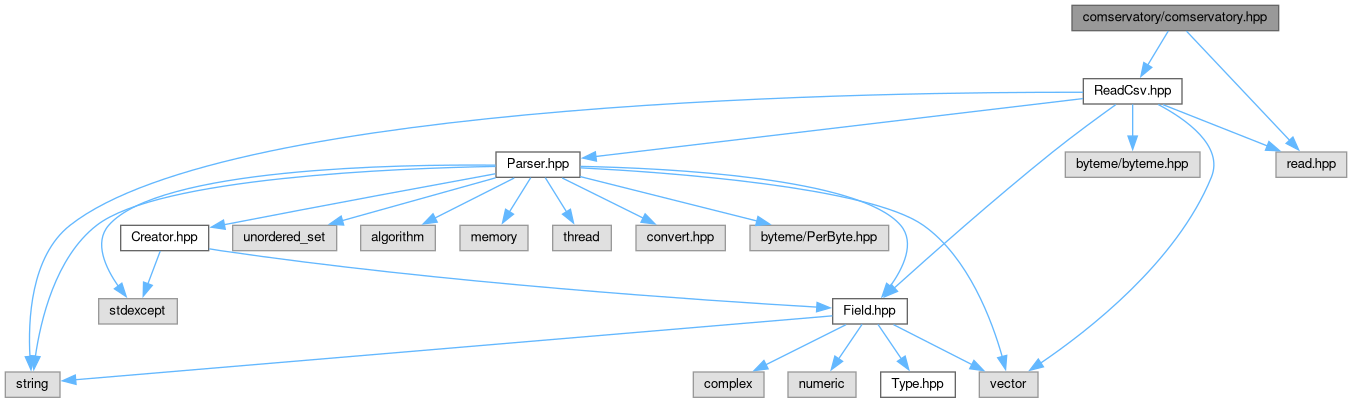 comservatory/comservatory.hpp
ReadCsv.hpp
Parser.hpp
byteme/byteme.hpp
read.hpp
Creator.hpp
unordered_set
algorithm
memory
thread
convert.hpp
byteme/PerByte.hpp
stdexcept
Field.hpp
string
complex
numeric
Type.hpp
vector